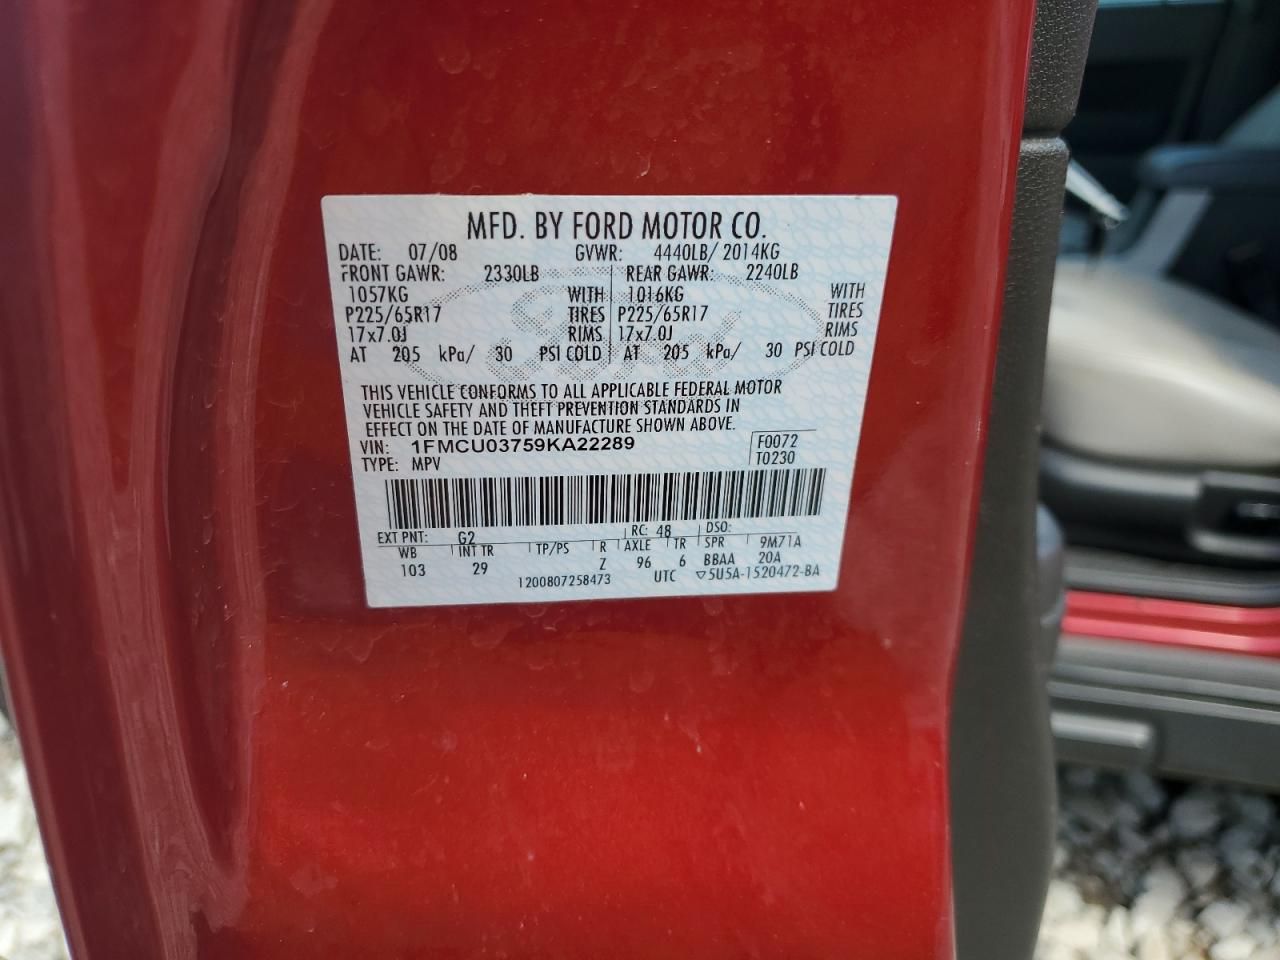 MFD. BY FORD MOTOR CO.
DATE: 07/08 GVWR: 4440LB/ 2014KG
FRONT GAWR: 2330LB REAR GAWR: 2240LB
1057KG WITH 1016KG WITH
P225/65R17 TIRES P225/65R17 TIRES
17x7.0J RIMS 17x7.0J RIMS
AT 205 kPa/ 30 PSI COLD AT 205 kPa/ 30 PSI COLD
Ford
THIS VEHICLE CONFORMS TO ALL APPLICABLE FEDERAL MOTOR
VEHICLE SAFETY AND THEFT PREVENTION STANDARDS IN
EFFECT ON THE DATE OF MANUFACTURE SHOWN ABOVE.
VIN: 1FMCU03759KA22289 F0072
TYPE: MPV T0230
EXT PNT: G2 RC: 48 DSO:
WB INT TR TP/PS R AXLE TR SPR 9M71A
103 29 Z 96 6 BBAA 20A
1200807258473 UTC ▽5U5A-1520472-BA